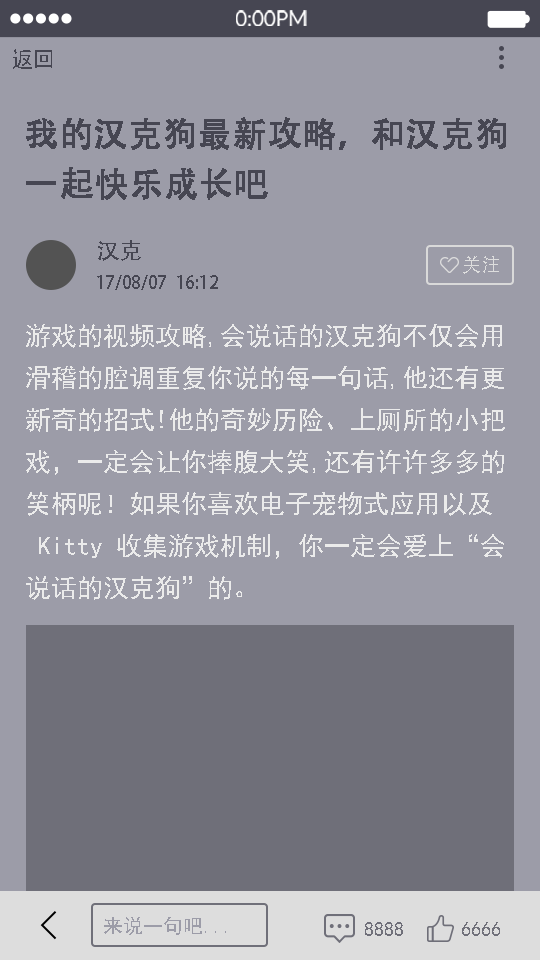 0:00PM
返回
我的汉克狗最新攻略，和汉克狗
一起快乐成长吧
汉克
17/08/07 16:12
关注
游戏的视频攻略,会说话的汉克狗不仅会用
滑稽的腔调重复你说的每一句话,他还有更
新奇的招式!他的奇妙历险、上厕所的小把
戏，一定会让你捧腹大笑,还有许许多多的
笑柄呢！如果你喜欢电子宠物式应用以及
Kitty 收集游戏机制，你一定会爱上“会
说话的汉克狗”的。
来说一句吧...
8888
6666